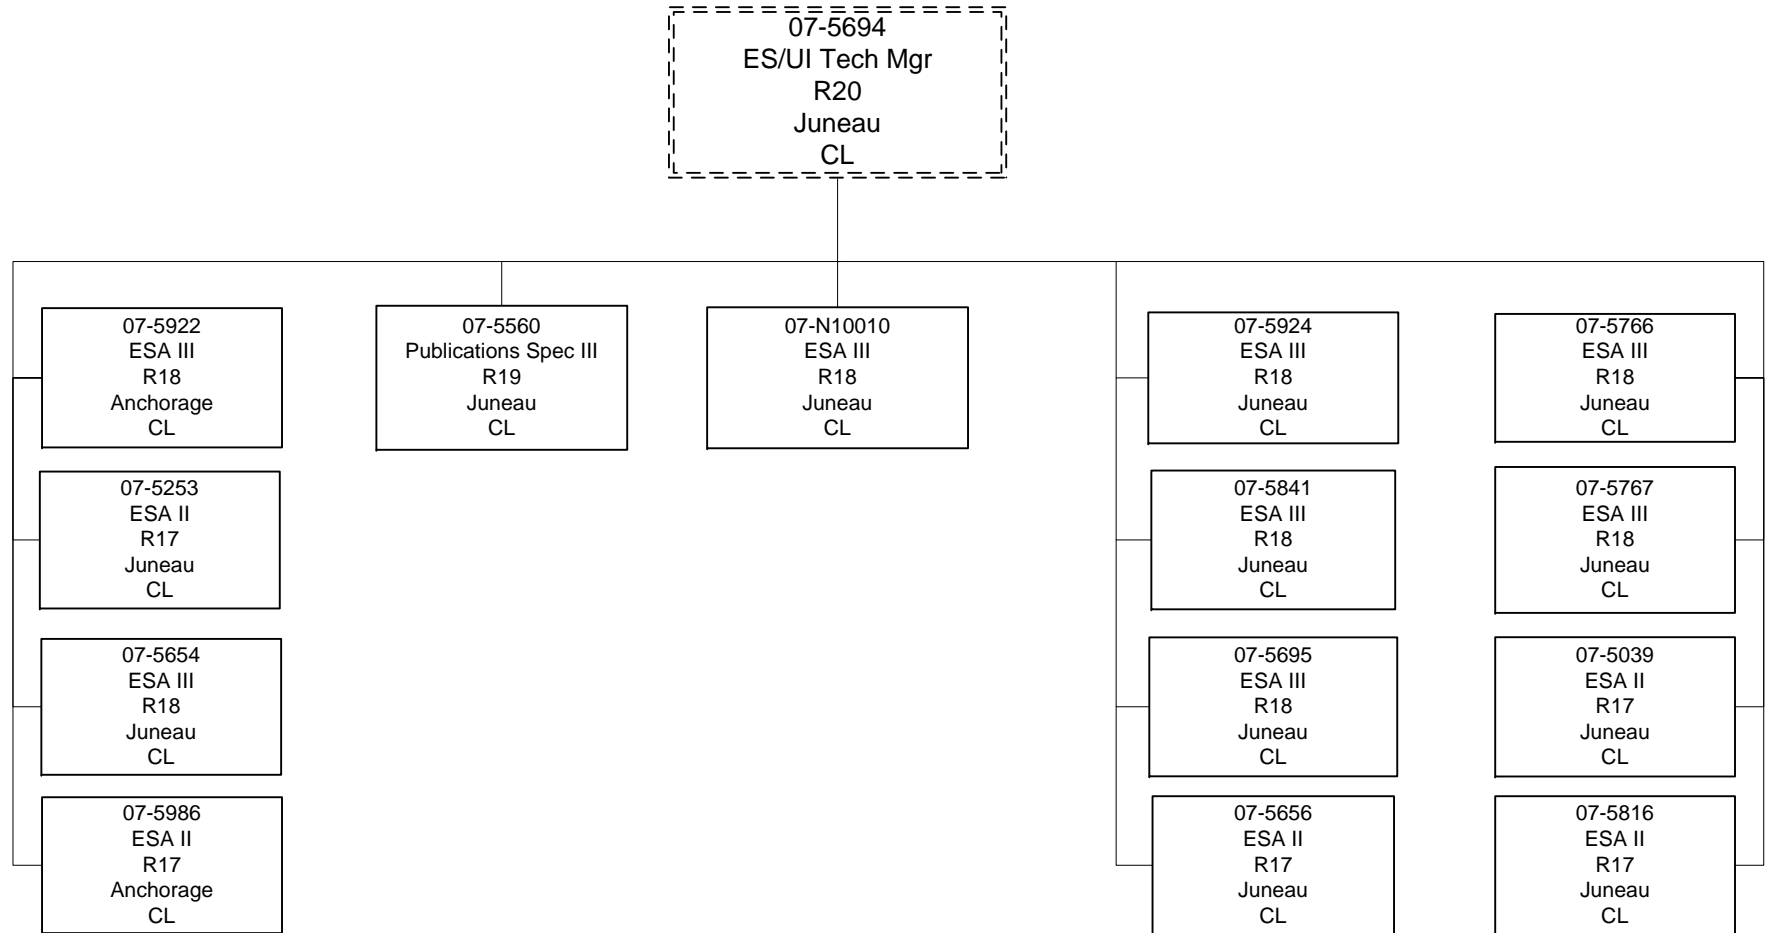 07-5694
ES/UI Tech Mgr
R20
Juneau
CL
07-5922
ESA III
R18
Anchorage
CL
07-5560
Publications Spec III
R19
Juneau
CL
07-N10010
ESA III
R18
Juneau
CL
07-5924
ESA III
R18
Juneau
CL
07-5766
ESA III
R18
Juneau
CL
07-5253
ESA II
R17
Juneau
CL
07-5841
ESA III
R18
Juneau
CL
07-5767
ESA III
R18
Juneau
CL
07-5654
ESA III
R18
Juneau
CL
07-5695
ESA III
R18
Juneau
CL
07-5039
ESA II
R17
Juneau
CL
07-5986
ESA II
R17
Anchorage
CL
07-5656
ESA II
R17
Juneau
CL
07-5816
ESA II
R17
Juneau
CL